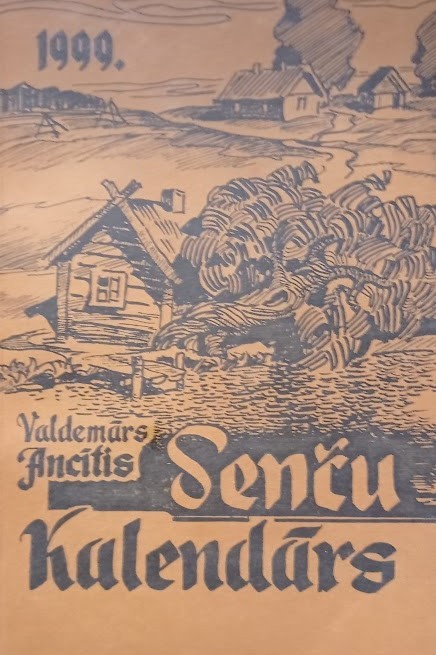 1999.
Valdemārs
Ancītis
Senču
Kalendārs